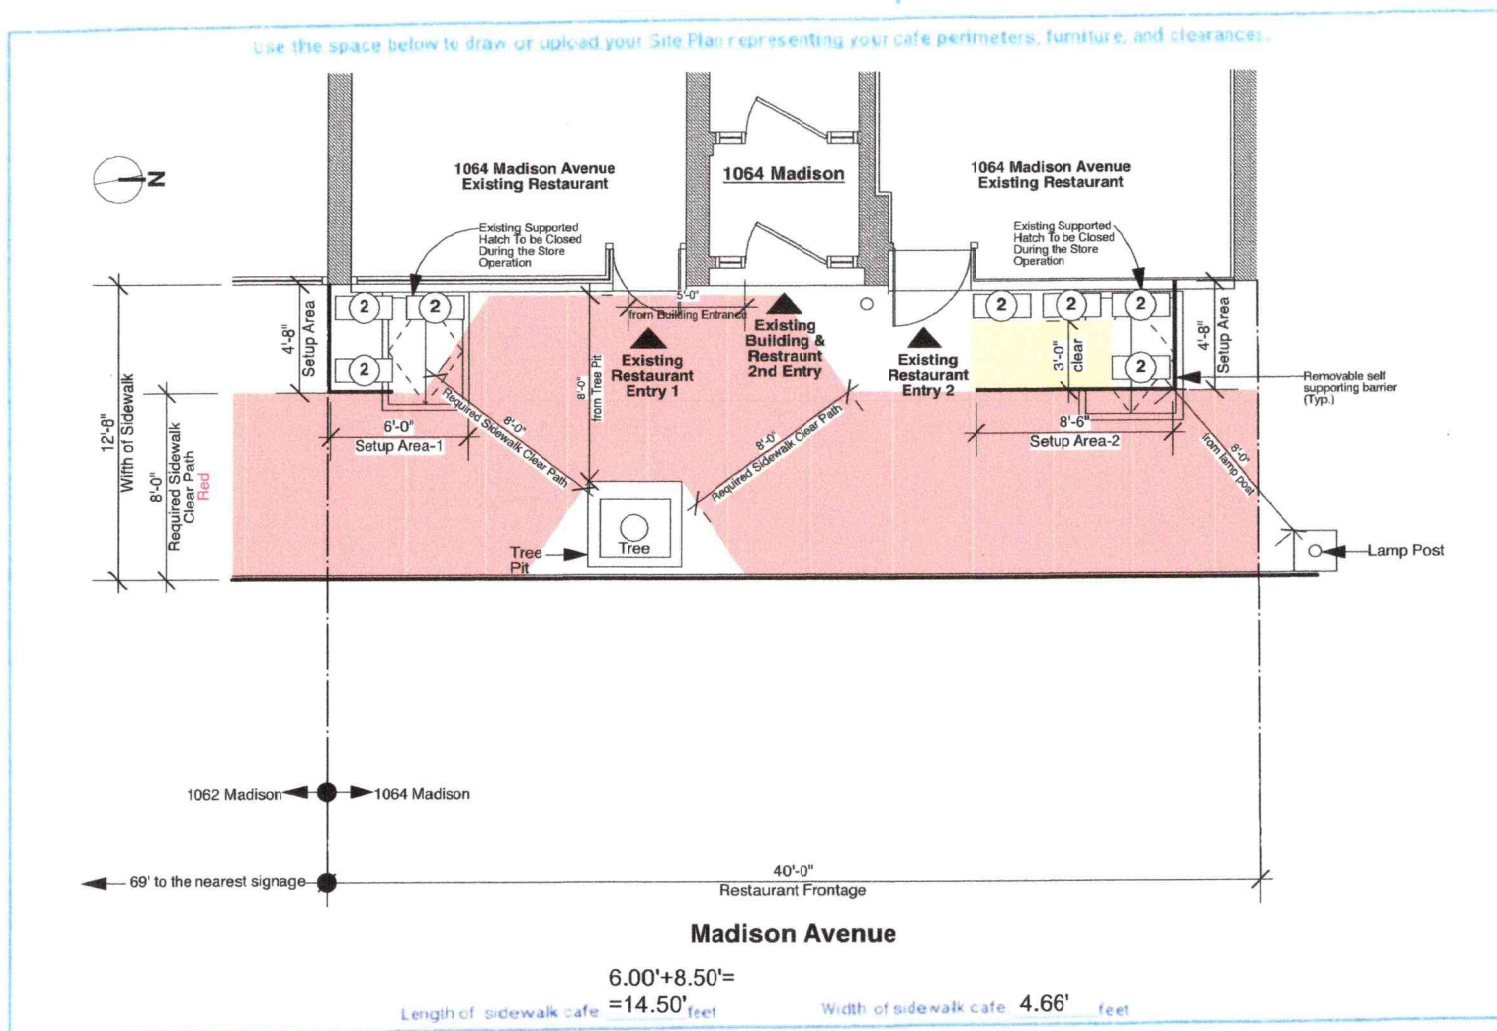 Use the space below to draw or upload your Site Plan representing your cafe perimeters, furniture, and clearances.
N
1064 Madison Avenue
Existing Restaurant
1064 Madison
1064 Madison Avenue
Existing Restaurant
Existing Supported
Hatch To be Closed
During the Store
Operation
Existing Supported
Hatch To be Closed
During the Store
Operation
2
2
2
2
2
2
2
4'-8"
Setup Area
5'-0"
from Building Entrance
Existing
Restaurant
Entry 1
Existing
Building &
Restraunt
2nd Entry
Existing
Restaurant
Entry 2
3'-0"
clear
4'-8"
Setup Area
Removable self
supporting barrier
(Typ.)
12'-8"
Wifth of Sidewalk
8'-0"
Required Sidewalk
Clear Path
Red
6'-0"
Setup Area-1
8'-0"
Required Sidewalk Clear Path
8'-0"
from Tree Pit
8'-0"
Required Sidewalk Clear Path
8'-6"
Setup Area-2
8'-0"
from lamp post
Tree
Pit
Tree
Lamp Post
1062 Madison
1064 Madison
69' to the nearest signage
40'-0"
Restaurant Frontage
Madison Avenue
6.00'+8.50'=
Length of sidewalk cafe =14.50' feet
Width of sidewalk cafe 4.66' feet